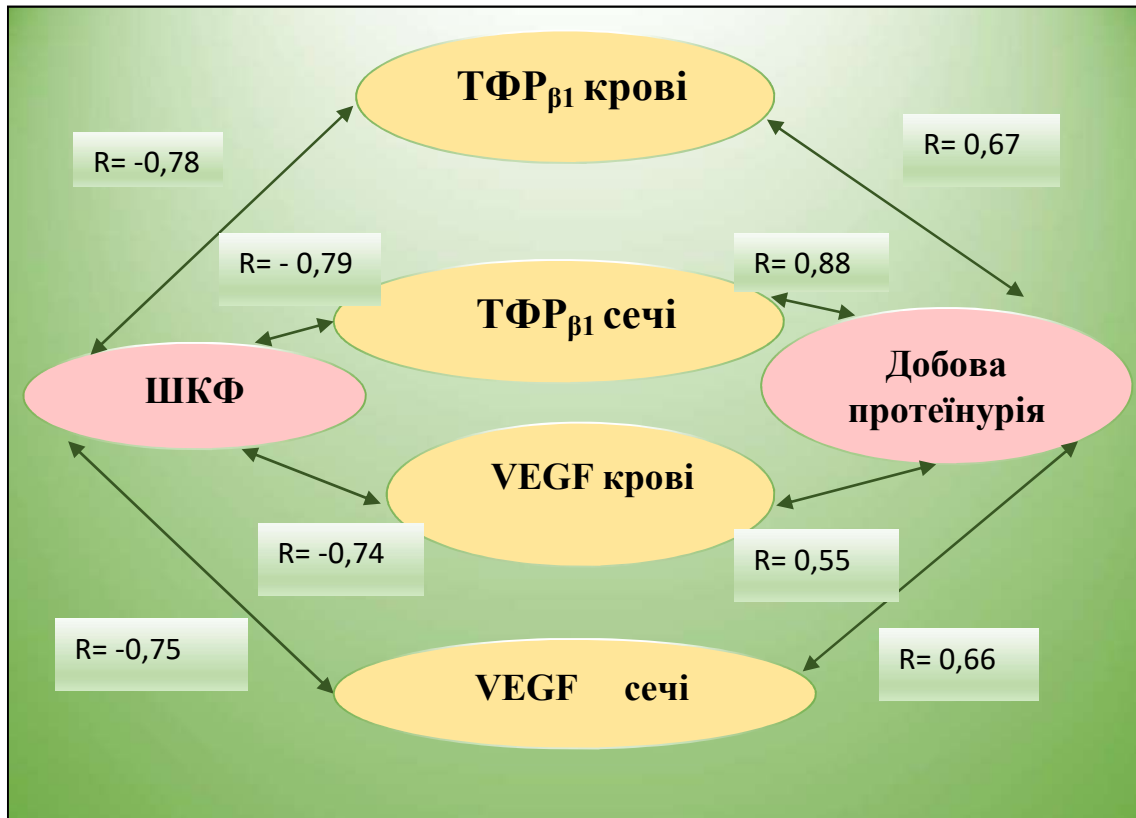 ТФРβ1 крові
R= -0,78
R= 0,67
R= - 0,79
R= 0,88
ТФРβ1 сечі
ШКФ
Добова
протеїнурія
VEGF крові
R= -0,74
R= 0,55
R= -0,75
R= 0,66
VEGF сечі